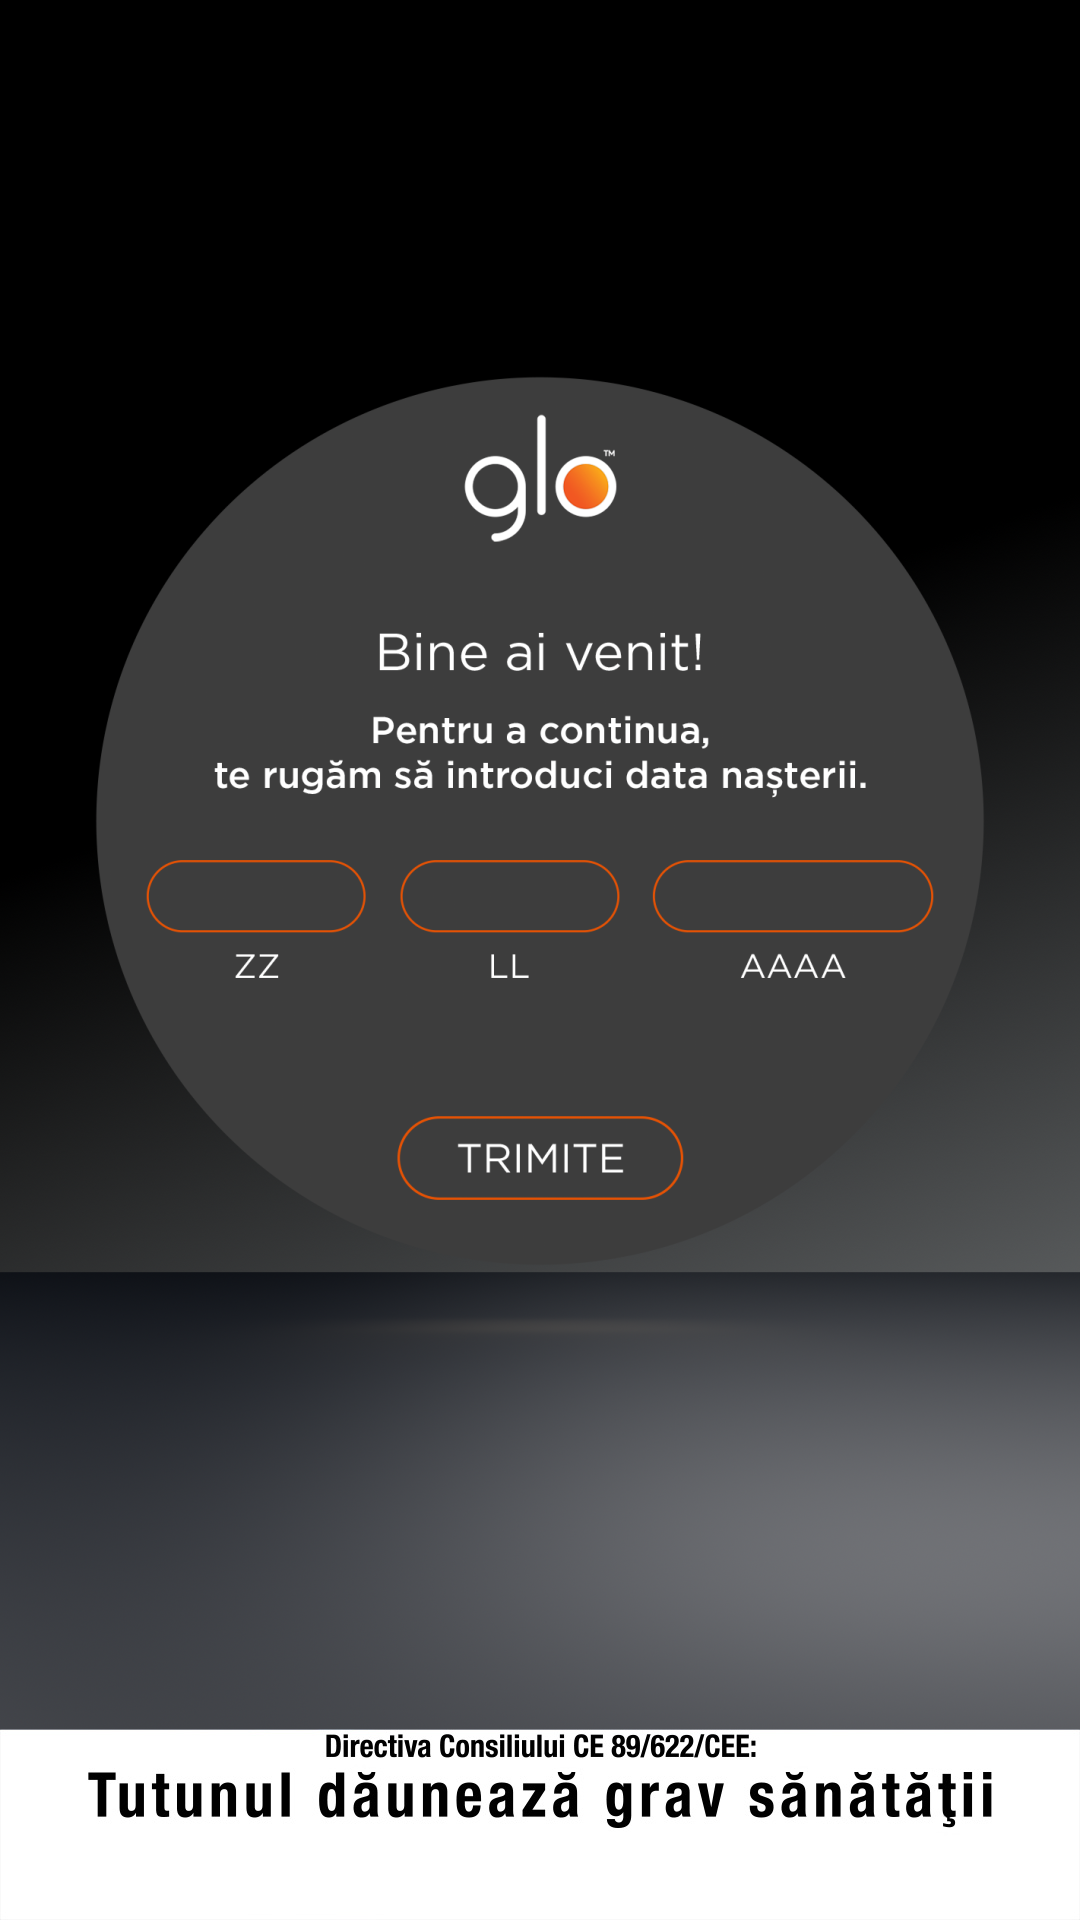 glo™
Bine ai venit!
Pentru a continua,
te rugăm să introduci data nașterii.
ZZ LL AAAA
TRIMITE
Directiva Consiliului CE 89/622/CEE:
Tutunul dăunează grav sănătăţii